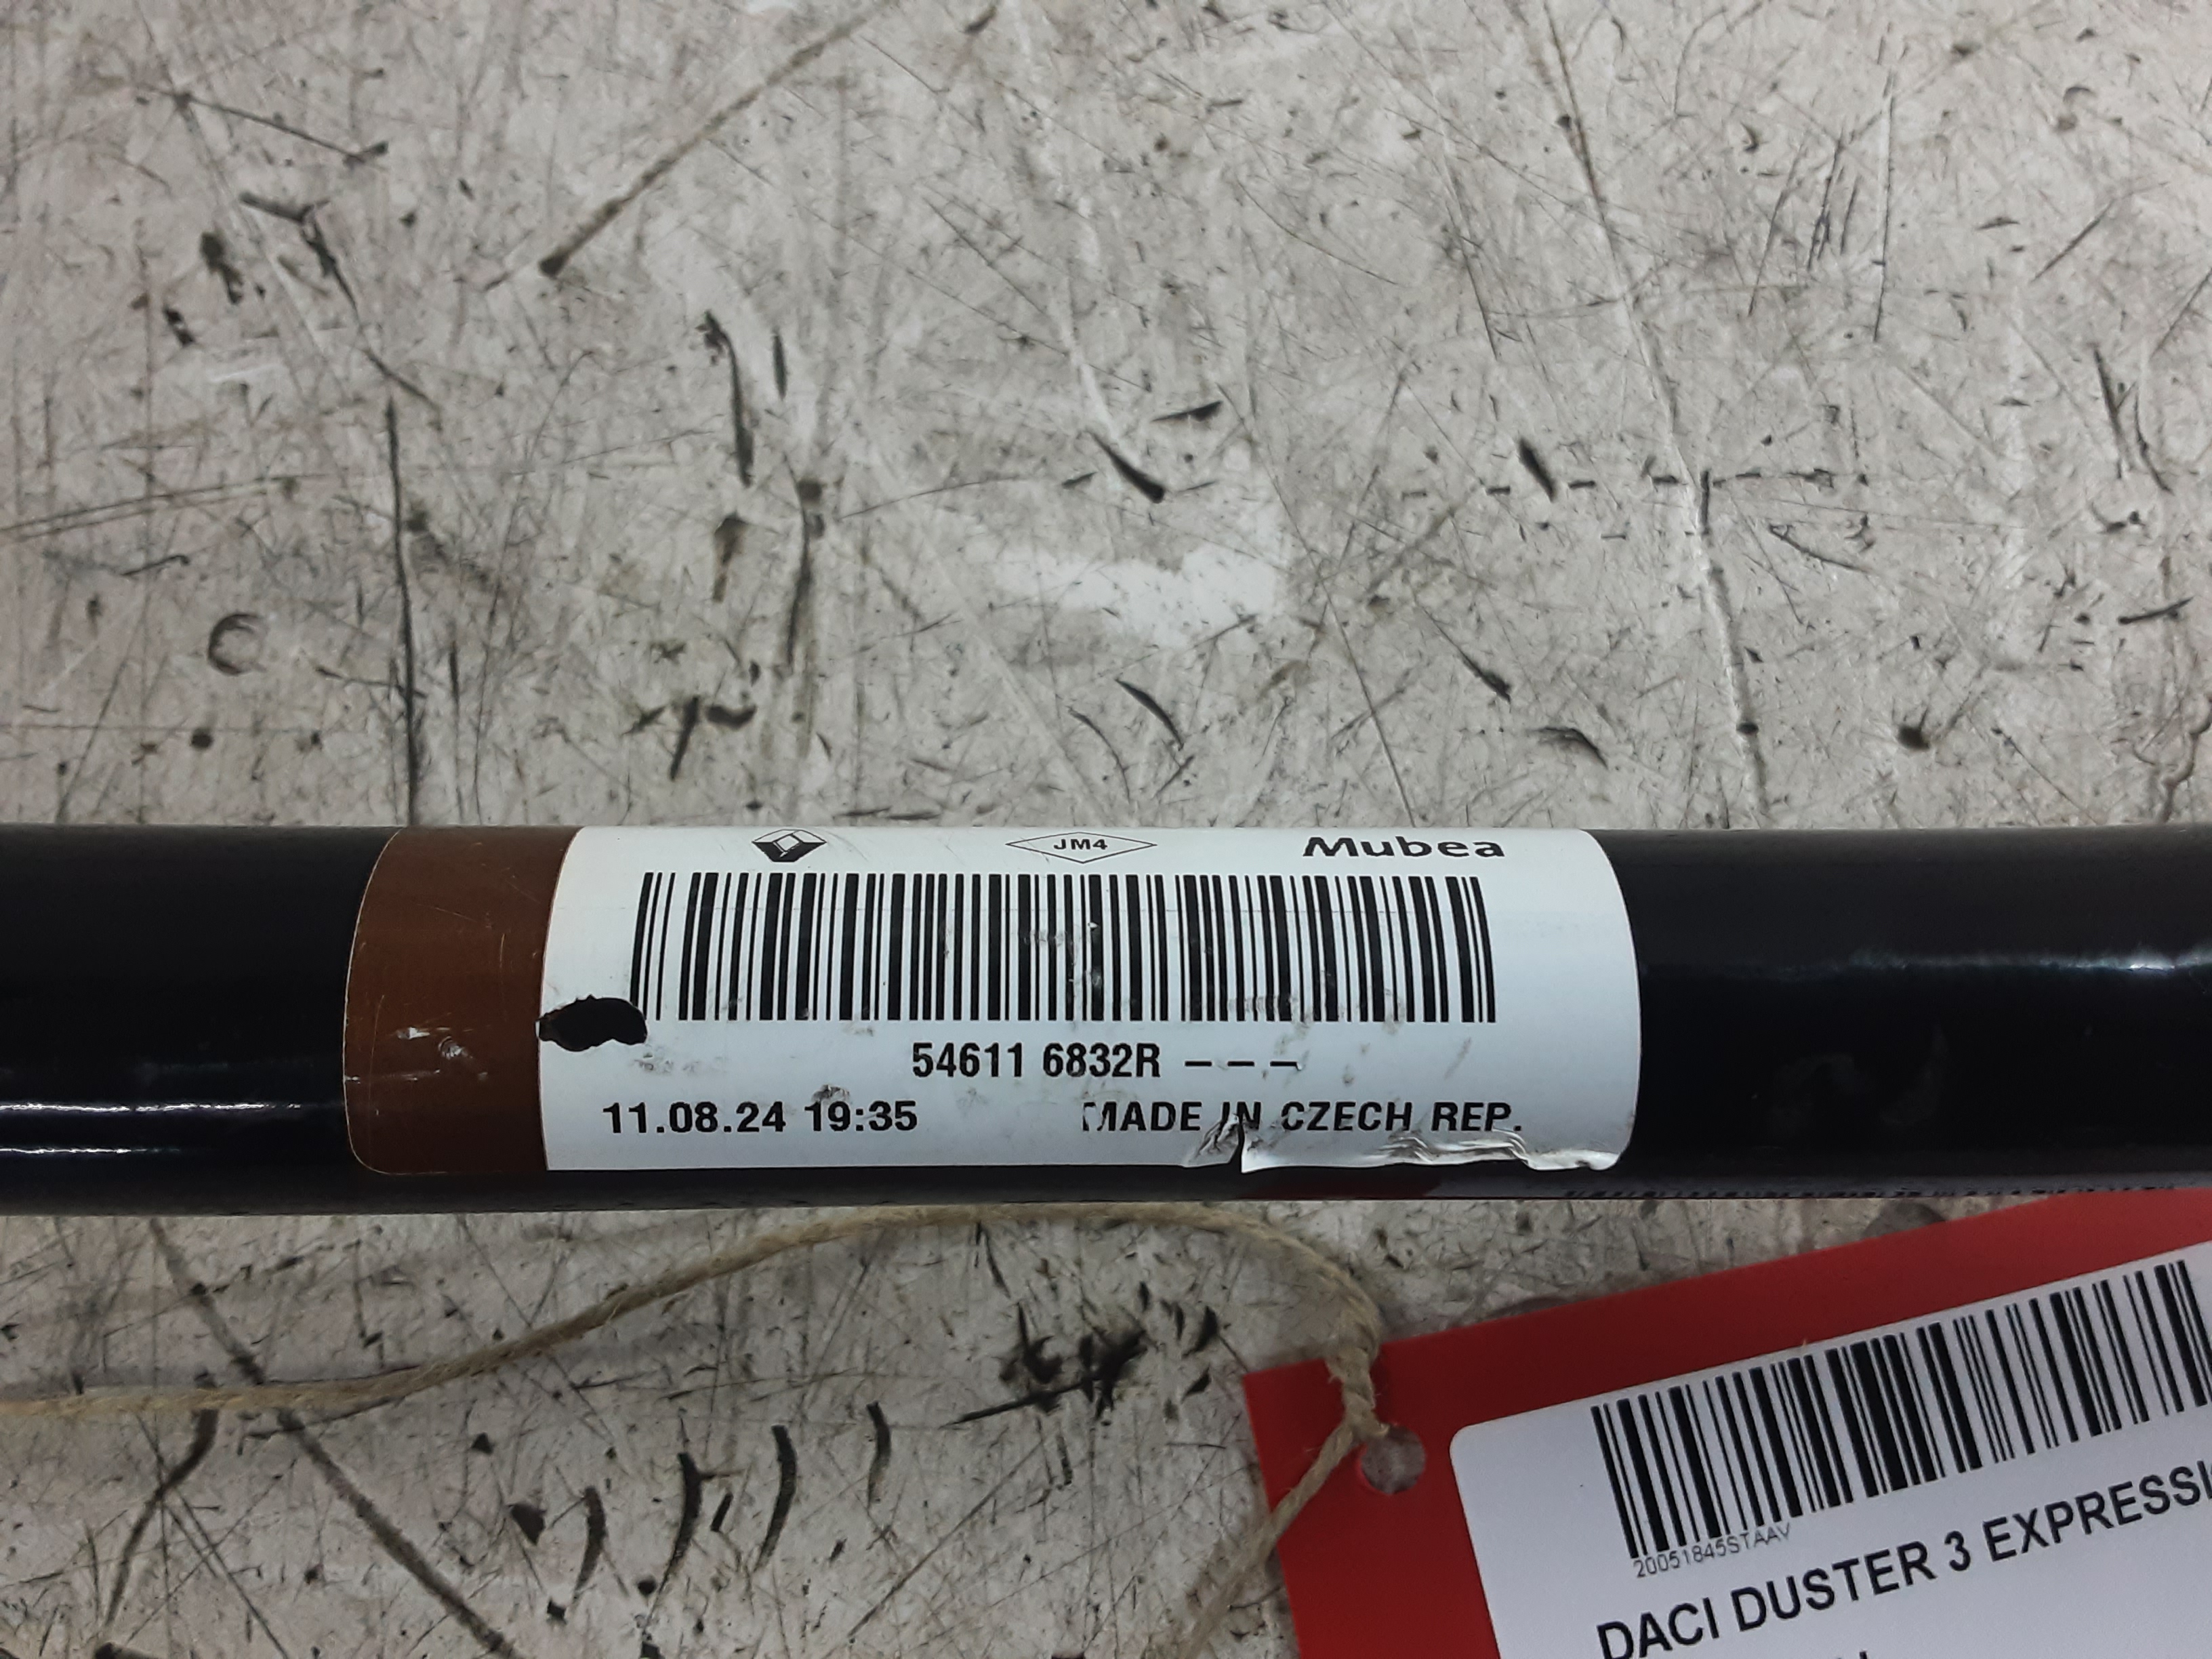 JM4 Mubea
54611 6832R – – –
11.08.24 19:35 MADE IN CZECH REP.
20051845STAAV
DACI DUSTER 3 EXPRESSI